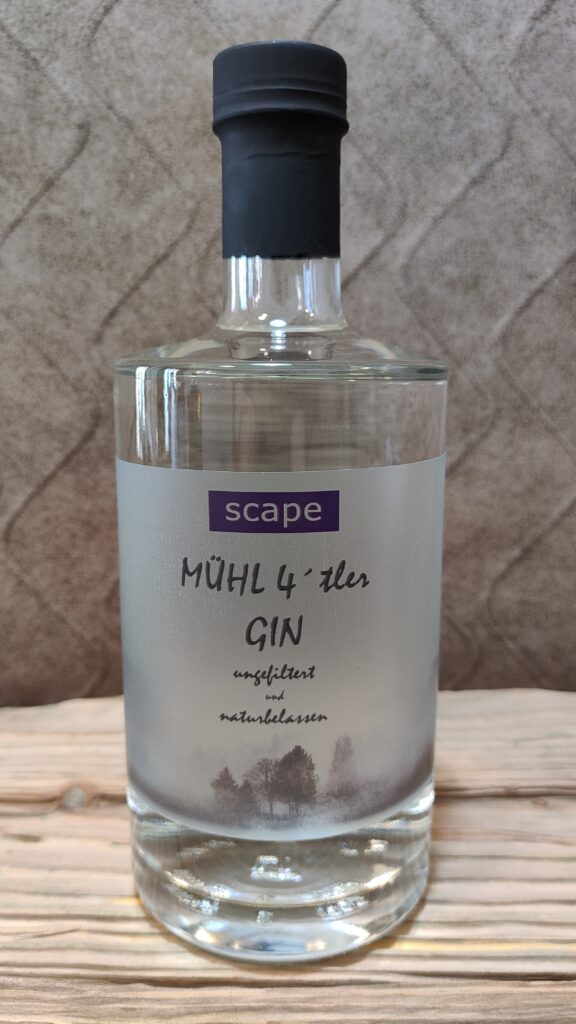 scape
MÜHL 4´tler
GIN
ungefiltert
und
naturbelassen